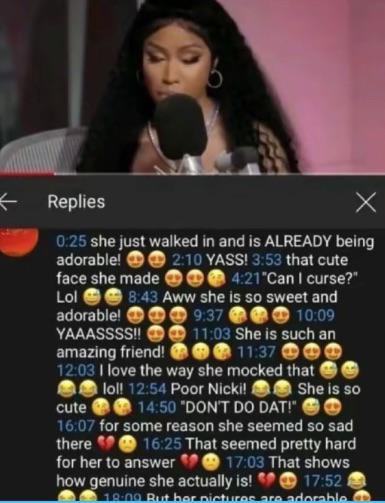 Replies
0:25 she just walked in and is ALREADY being
adorable! 😍😍 2:10 YASS! 3:53 that cute
face she made 😍😍😘 4:21"Can I curse?"
Lol 😅😅 8:43 Aww she is so sweet and
adorable! 😍😍😍 9:37 😘😘😍 10:09
YAAASSSS!! 😍😍 11:03 She is such an
amazing friend! 😘😗😘 11:37 😍😍😍
12:03 I love the way she mocked that 😅😅
😂😂 lol! 12:54 Poor Nicki! 😂😂 She is so
cute 😘😘 14:50 "DON'T DO DAT!" 😅😍
16:07 for some reason she seemed so sad
there 💔🙁 16:25 That seemed pretty hard
for her to answer 💔🙁 17:03 That shows
how genuine she actually is! 💔😍 17:52 😂
😂😂 18:09 But her pictures are adorable 😍